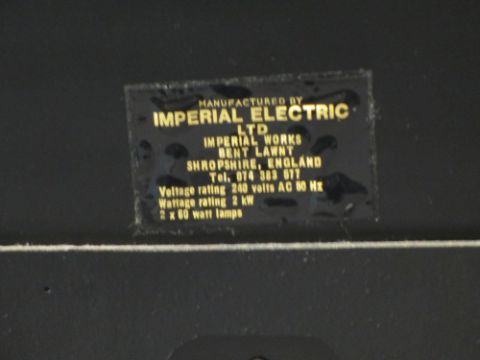 MANUFACTURED BY
IMPERIAL ELECTRIC
LTD
IMPERIAL WORKS
BENT LAWNT
SHROPSHIRE, ENGLAND
Tel. 074 383 677
Voltage rating 240 volts AC 50 Hz
Wattage rating 2 kW
2 x 60 watt lamps